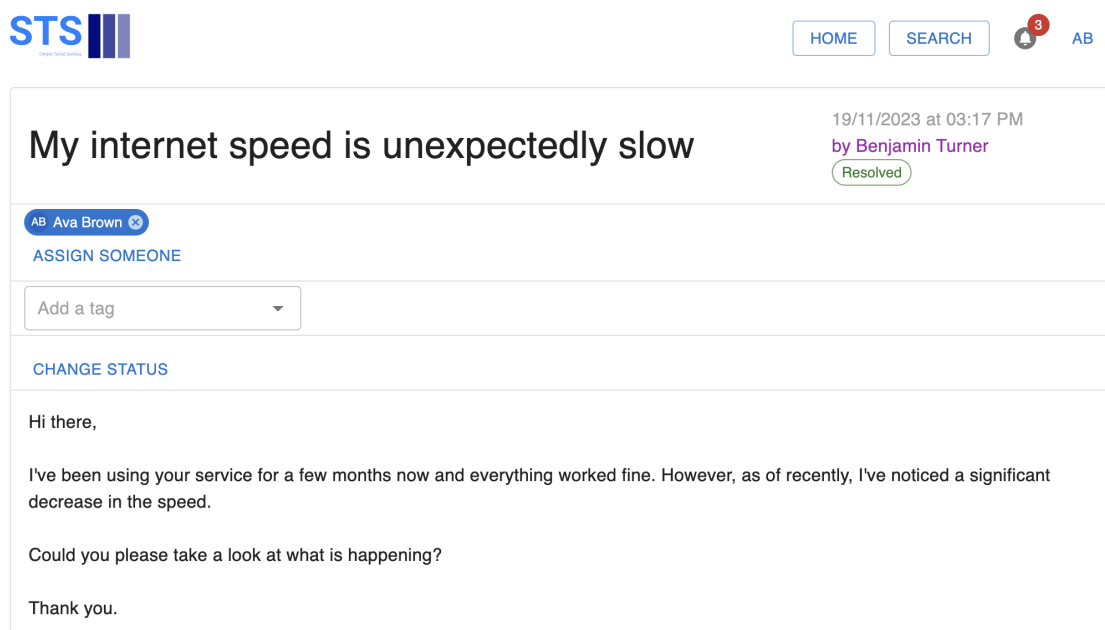 STS
Simple Ticket Service
HOME
SEARCH
3
AB
My internet speed is unexpectedly slow
19/11/2023 at 03:17 PM
by Benjamin Turner
Resolved
AB Ava Brown
ASSIGN SOMEONE
Add a tag
CHANGE STATUS
Hi there,
I've been using your service for a few months now and everything worked fine. However, as of recently, I've noticed a significant
decrease in the speed.
Could you please take a look at what is happening?
Thank you.